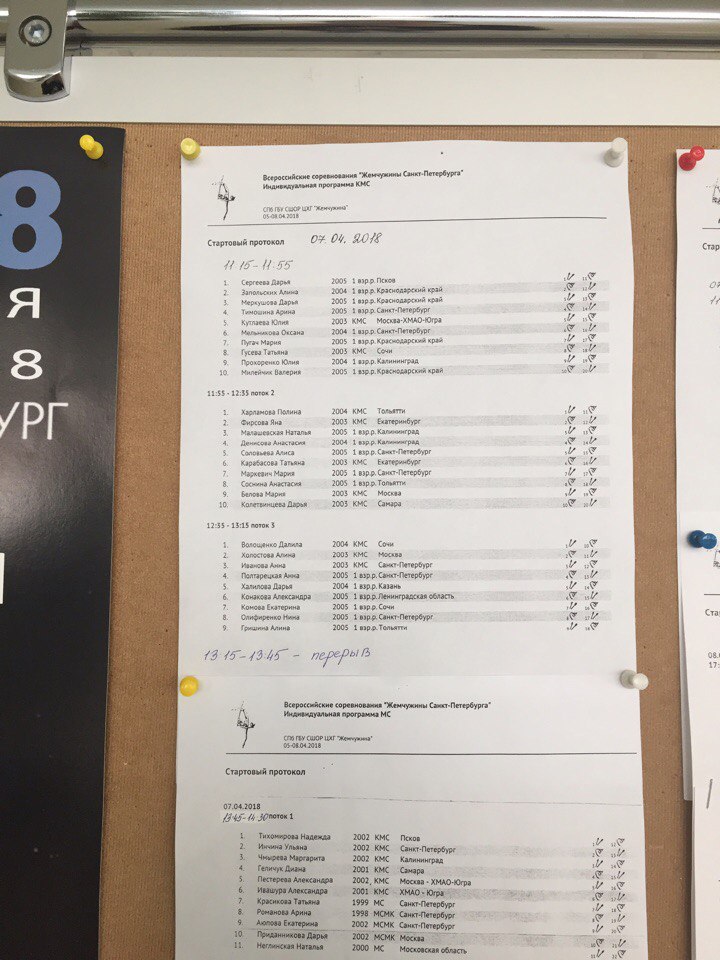 8
Я
8
УРГ
Всероссийские соревнования "Жемчужины Санкт-Петербурга"
Индивидуальная программа КМС
СПб ГБУ СШОР ЦХГ "Жемчужина"
05-08.04.2018
Стартовый протокол 07.04.2018
11 15-11:55
1. Сергеева Дарья 2005 1 взр.р. Псков
2. Запольских Алина 2004 1 взр.р. Краснодарский край
3. Меркушова Дарья 2005 1 взр.р. Краснодарский край
4. Тимошина Арина 2005 1 взр.р. Санкт-Петербург
5. Кутлаева Юлия 2003 КМС Москва-ХМАО-Югра
6. Мельникова Оксана 2004 1 взр.р. Санкт-Петербург
7. Пугач Мария 2005 1 взр.р. Краснодарский край
8. Гусева Татьяна 2003 КМС Сочи
9. Прохоренко Юлия 2004 1 взр.р. Калининград
10. Милейчик Валерия 2005 1 взр.р. Краснодарский край
11:55 - 12:35 поток 2
1. Харламова Полина 2004 КМС Тольятти
2. Фирсова Яна 2003 КМС Екатеринбург
3. Малашевская Наталья 2005 1 взр.р. Калининград
4. Денисова Анастасия 2004 1 взр.р. Калининград
5. Соловьева Алиса 2005 1 взр.р. Санкт-Петербург
6. Карабасова Татьяна 2003 КМС Екатеринбург
7. Маркевич Мария 2005 1 взр.р. Санкт-Петербург
8. Соснина Анастасия 2005 1 взр.р. Тольятти
9. Белова Мария 2003 КМС Москва
10. Колетвинцева Дарья 2003 КМС Самара
12:35 - 13:15 поток 3
1. Волощенко Далила 2004 КМС Сочи
2. Холостова Алина 2003 КМС Москва
3. Иванова Анна 2003 КМС Санкт-Петербург
4. Полтарецкая Анна 2005 1 взр.р. Санкт-Петербург
5. Халилова Дарья 2004 1 взр.р. Казань
6. Конакова Александра 2005 1 взр.р. Ленинградская область
7. Комова Екатерина 2005 1 взр.р. Сочи
8. Олифиренко Нина 2005 1 взр.р. Санкт-Петербург
9. Гришина Алина 2005 1 взр.р. Тольятти
13:15-13:45 - перерыв
Всероссийские соревнования "Жемчужины Санкт-Петербурга"
Индивидуальная программа МС
СПб ГБУ СШОР ЦХГ "Жемчужина"
05-08.04.2018
Стартовый протокол
07.04.2018
13:45-14:30 поток 1
1. Тихомирова Надежда 2002 КМС Псков
2. Инчина Ульяна 2002 КМС Санкт-Петербург
3. Чмырева Маргарита 2002 КМС Калининград
4. Геличук Диана 2001 КМС Самара
5. Пестерева Александра 2002 КМС Москва - ХМАО-Югра
6. Ивашура Александра 2001 КМС ХМАО - Югра
7. Красикова Татьяна 1999 МС Санкт-Петербург
8. Романова Арина 1998 МСМК Санкт-Петербург
9. Аюпова Екатерина 2002 МСМК Санкт-Петербург
10. Приданникова Дарья 2002 МСМК Москва
11. Неглинская Наталья 2000 МС Московская область